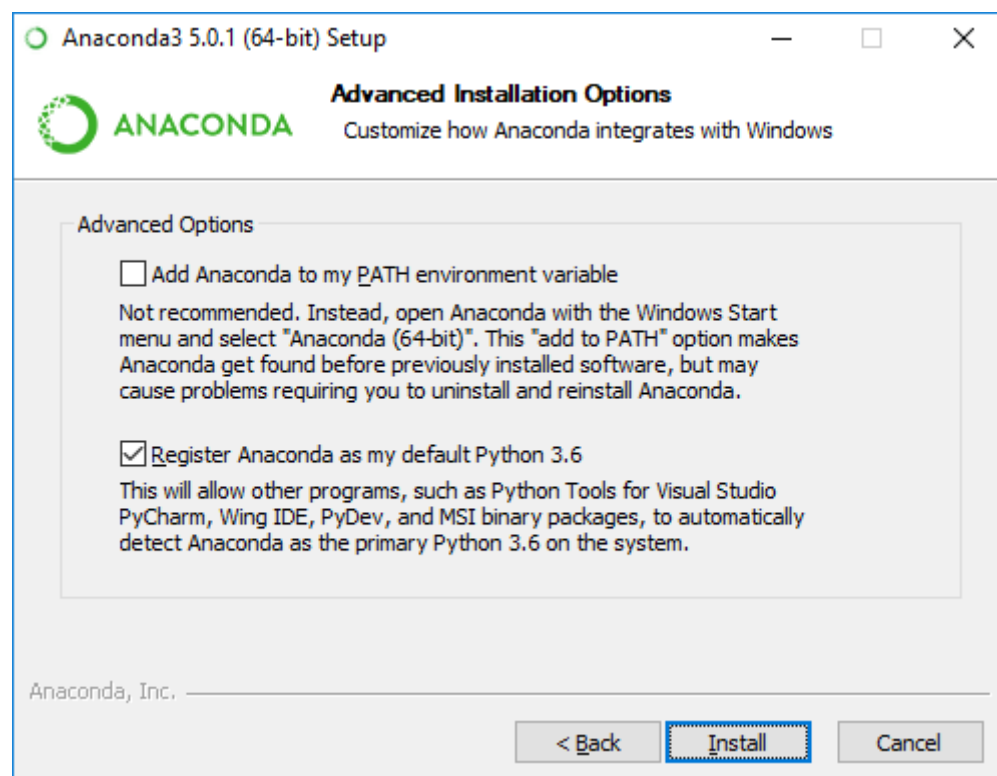 Anaconda3 5.0.1 (64-bit) Setup
ANACONDA
Advanced Installation Options
Customize how Anaconda integrates with Windows
Advanced Options
Add Anaconda to my PATH environment variable
Not recommended. Instead, open Anaconda with the Windows Start
menu and select "Anaconda (64-bit)". This "add to PATH" option makes
Anaconda get found before previously installed software, but may
cause problems requiring you to uninstall and reinstall Anaconda.
Register Anaconda as my default Python 3.6
This will allow other programs, such as Python Tools for Visual Studio
PyCharm, Wing IDE, PyDev, and MSI binary packages, to automatically
detect Anaconda as the primary Python 3.6 on the system.
Anaconda, Inc.
< Back
Install
Cancel